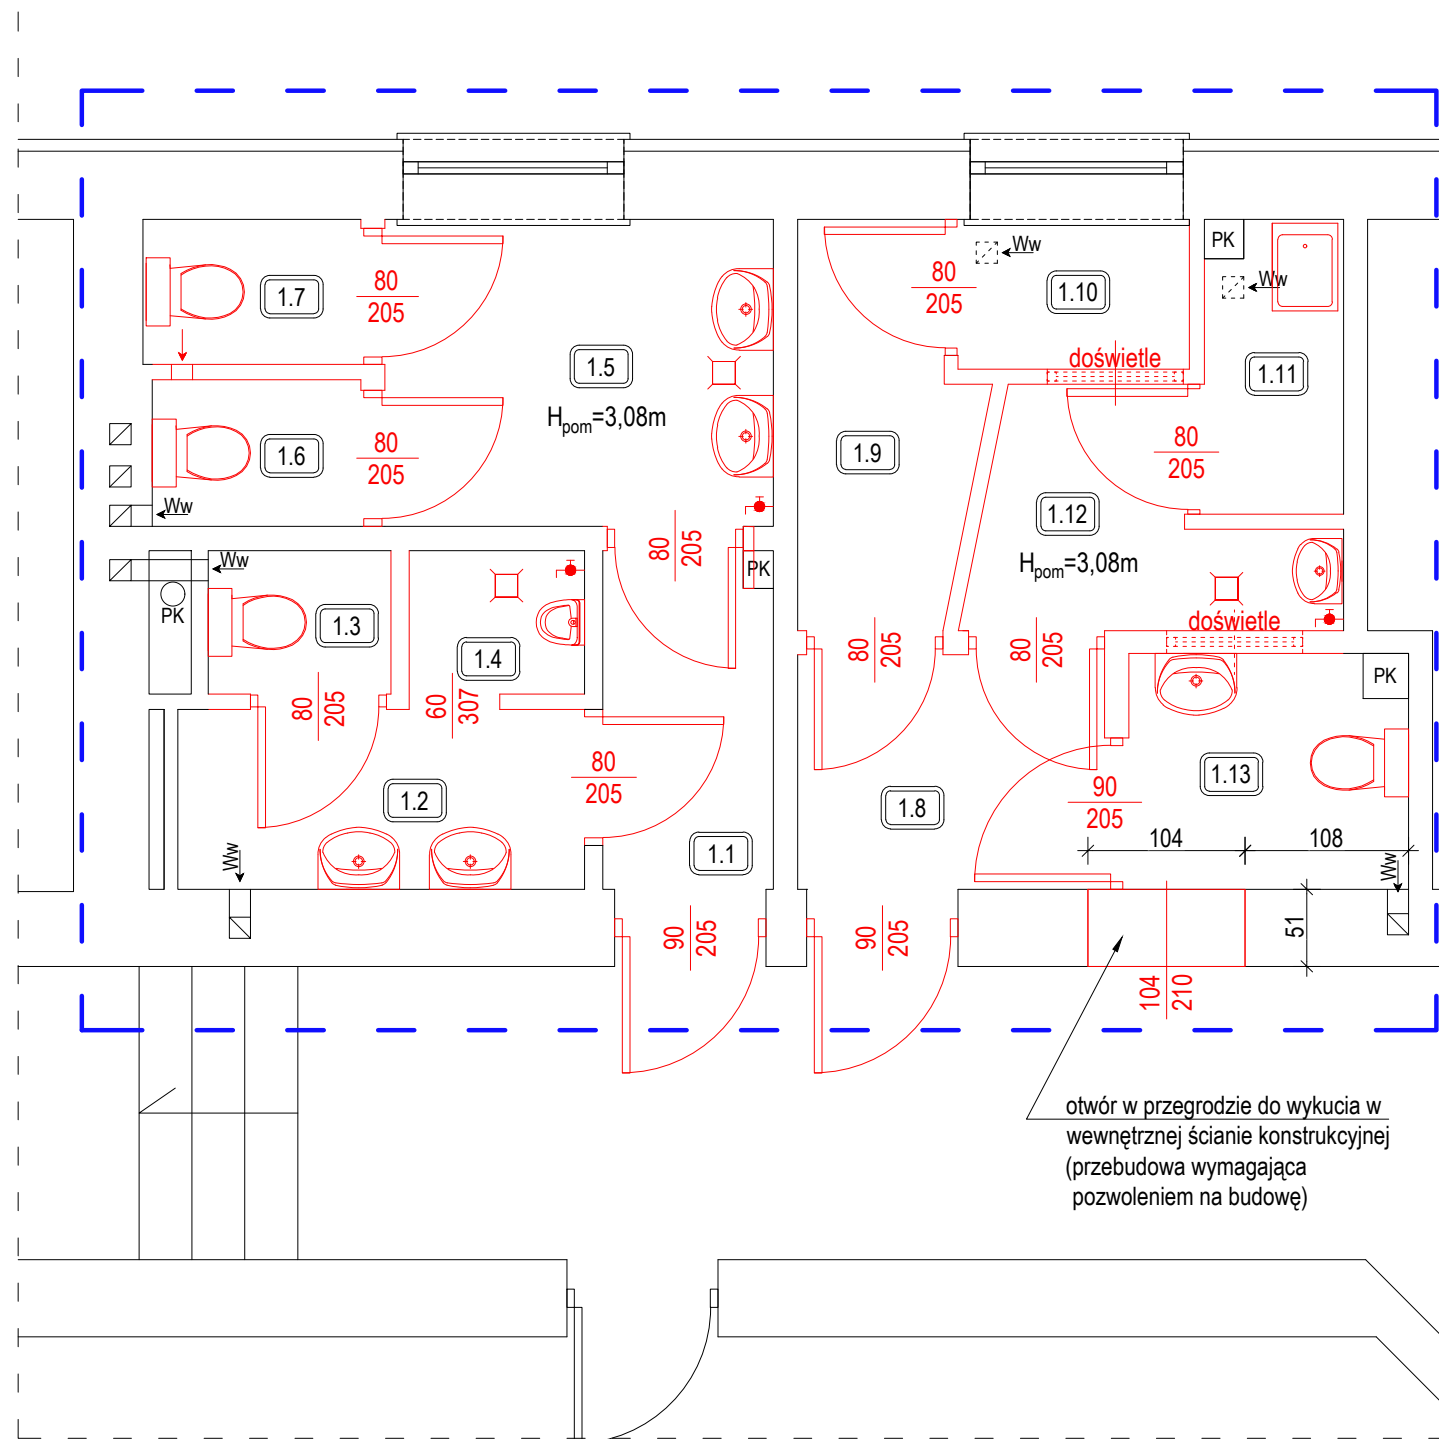 Ww
Ww
PK
1.7
80
205
80
205
1.10
Ww
1.5
doświetle
1.11
H_pom=3,08m
1.6
80
205
1.9
80
205
Ww
1.12
80
205
Ww
PK
H_pom=3,08m
PK
1.3
doświetle
1.4
80
205
80
205
PK
80
205
60
307
80
205
1.13
1.2
90
205
1.8
104
108
1.1
Ww
Ww
90
205
90
205
51
104
210
otwór w przegrodzie do wykucia w
wewnętrznej ścianie konstrukcyjnej
(przebudowa wymagająca
pozwoleniem na budowę)